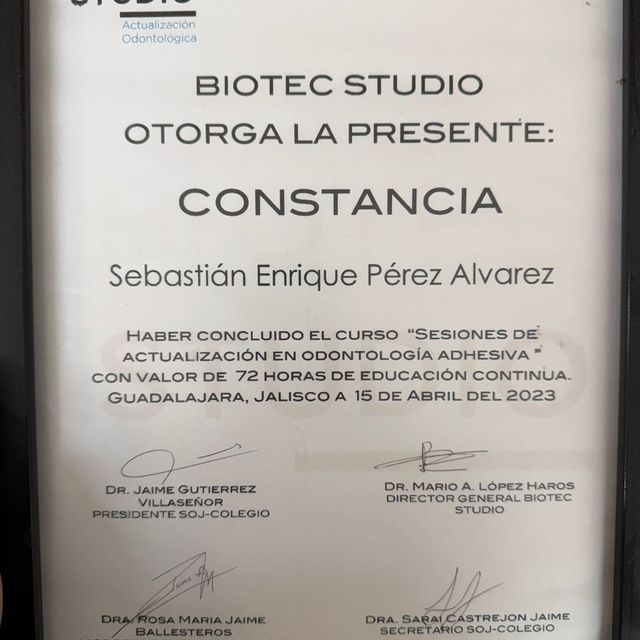 STUDIO
Actualización
Odontológica
BIOTEC STUDIO
OTORGA LA PRESENTE:
CONSTANCIA
Sebastián Enrique Pérez Alvarez
HABER CONCLUIDO EL CURSO "SESIONES DE
ACTUALIZACIÓN EN ODONTOLOGÍA ADHESIVA"
CON VALOR DE 72 HORAS DE EDUCACIÓN CONTINUA.
GUADALAJARA, JALISCO A 15 DE ABRIL DEL 2023
DR. JAIME GUTIERREZ
VILLASEÑOR
PRESIDENTE SOJ-COLEGIO
DR. MARIO A. LÓPEZ HAROS
DIRECTOR GENERAL BIOTEC
STUDIO
DRA. ROSA MARIA JAIME
BALLESTEROS
DRA. SARAI CASTREJON JAIME
SECRETARIO SOJ-COLEGIO